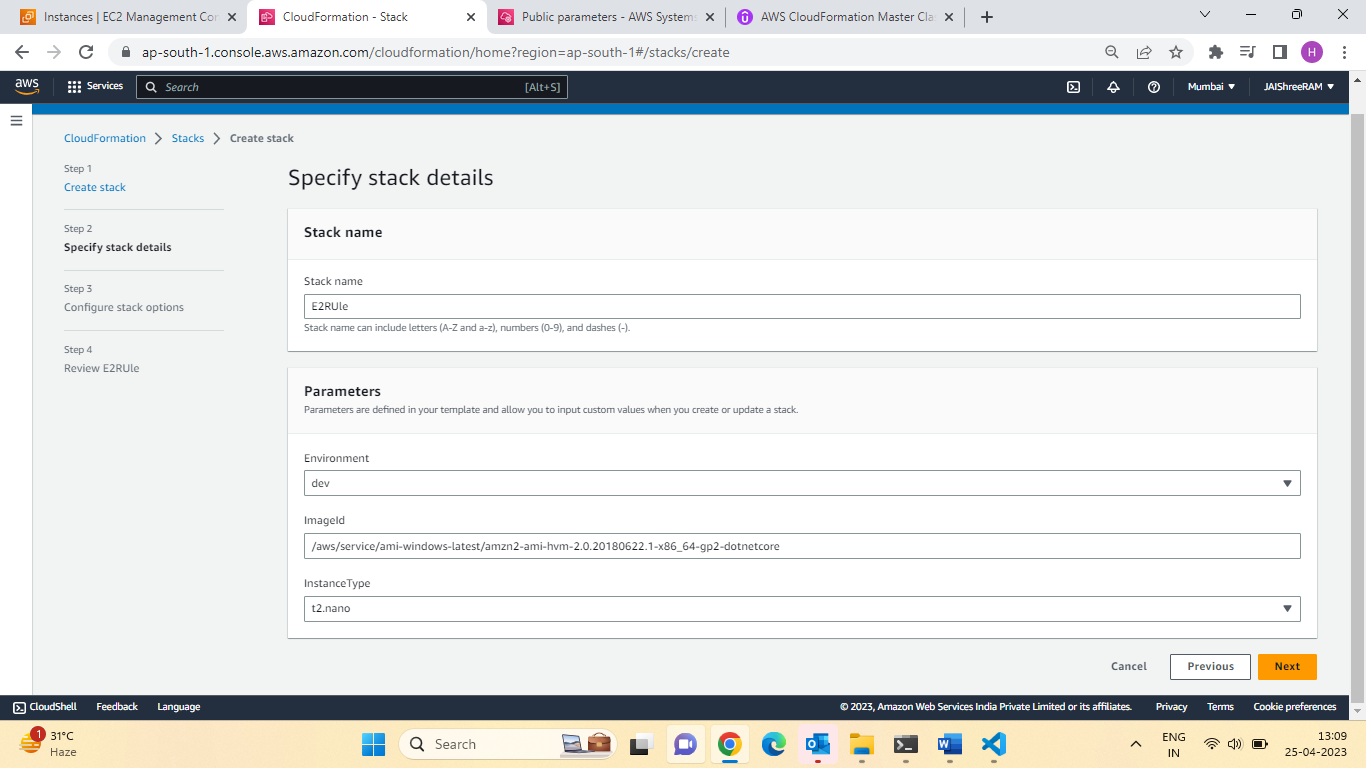 Instances | EC2 Management Con
CloudFormation - Stack
Public parameters - AWS Systems
AWS CloudFormation Master Cla
ap-south-1.console.aws.amazon.com/cloudformation/home?region=ap-south-1#/stacks/create
H
aws
Services
Search
[Alt+S]
Mumbai
JAIShreeRAM
CloudFormation
Stacks
Create stack
Step 1
Create stack
Step 2
Specify stack details
Step 3
Configure stack options
Step 4
Review E2RUle
Specify stack details
Stack name
Stack name
E2RUle
Stack name can include letters (A-Z and a-z), numbers (0-9), and dashes (-).
Parameters
Parameters are defined in your template and allow you to input custom values when you create or update a stack.
Environment
dev
ImageId
/aws/service/ami-windows-latest/amzn2-ami-hvm-2.0.20180622.1-x86_64-gp2-dotnetcore
InstanceType
t2.nano
Cancel
Previous
Next
CloudShell
Feedback
Language
© 2023, Amazon Web Services India Private Limited or its affiliates.
Privacy
Terms
Cookie preferences
1
31°C
Haze
Search
ENG
IN
13:09
25-04-2023